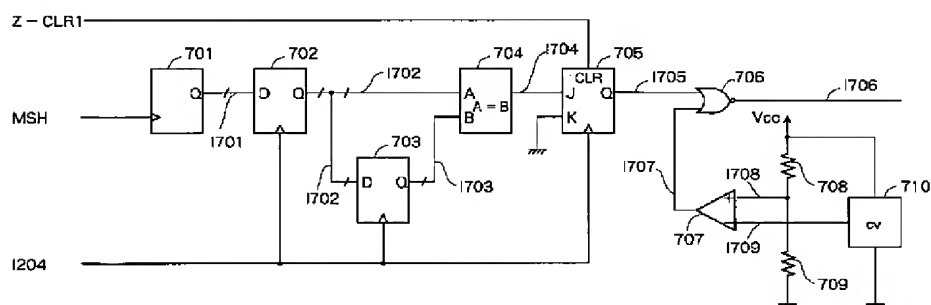 Z-CLR1
MSH
I204
701
Q
I701
702
D Q
I702
703
D Q
I702
I703
704
A
B
A=B
I704
705
CLR
J Q
K
I705
706
I706
Vcc
708
709
I707
707
+
−
I708
I709
710
CV